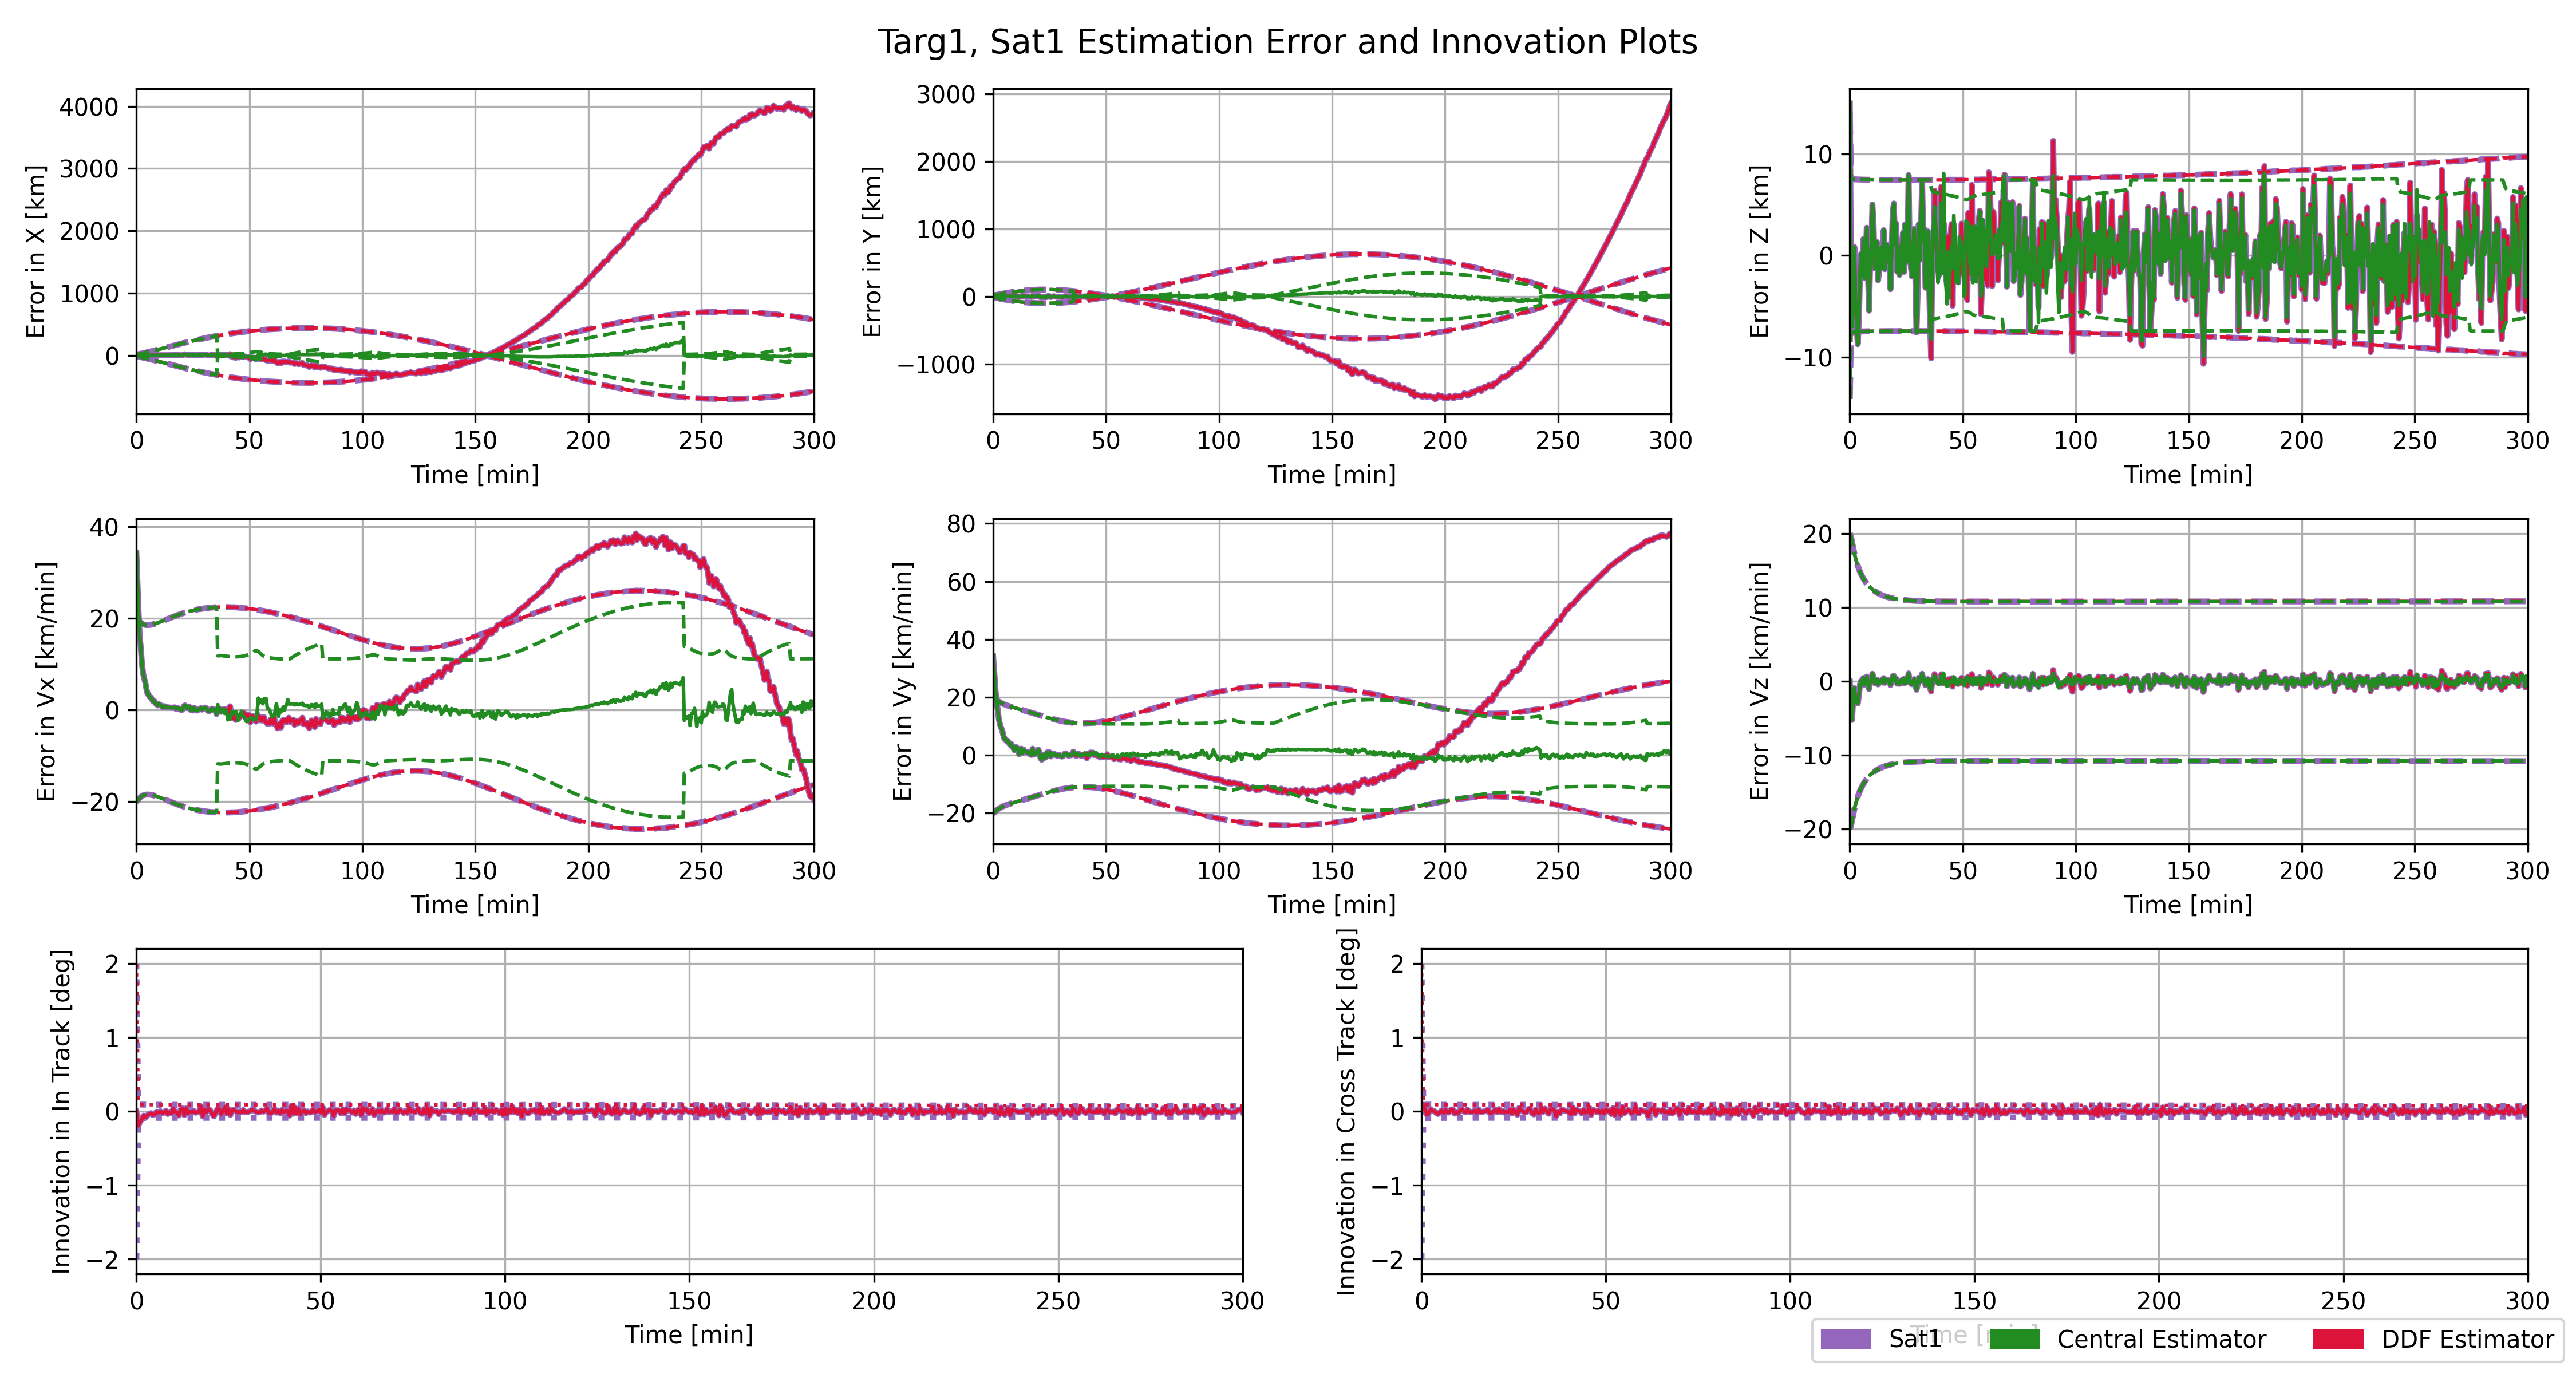 Targ1, Sat1 Estimation Error and Innovation Plots
Error in X [km]
4000
3000
2000
1000
0
0 50 100 150 200 250 300
Time [min]
Error in Y [km]
3000
2000
1000
0
−1000
0 50 100 150 200 250 300
Time [min]
Error in Z [km]
10
0
−10
0 50 100 150 200 250 300
Time [min]
Error in Vx [km/min]
40
20
0
−20
0 50 100 150 200 250 300
Time [min]
Error in Vy [km/min]
80
60
40
20
0
−20
0 50 100 150 200 250 300
Time [min]
Error in Vz [km/min]
20
10
0
−10
−20
0 50 100 150 200 250 300
Time [min]
Innovation in In Track [deg]
2
1
0
−1
−2
0 50 100 150 200 250 300
Time [min]
Innovation in Cross Track [deg]
2
1
0
−1
−2
0 50 100 150 200 250 300
Time [min]
Sat1 Central Estimator DDF Estimator